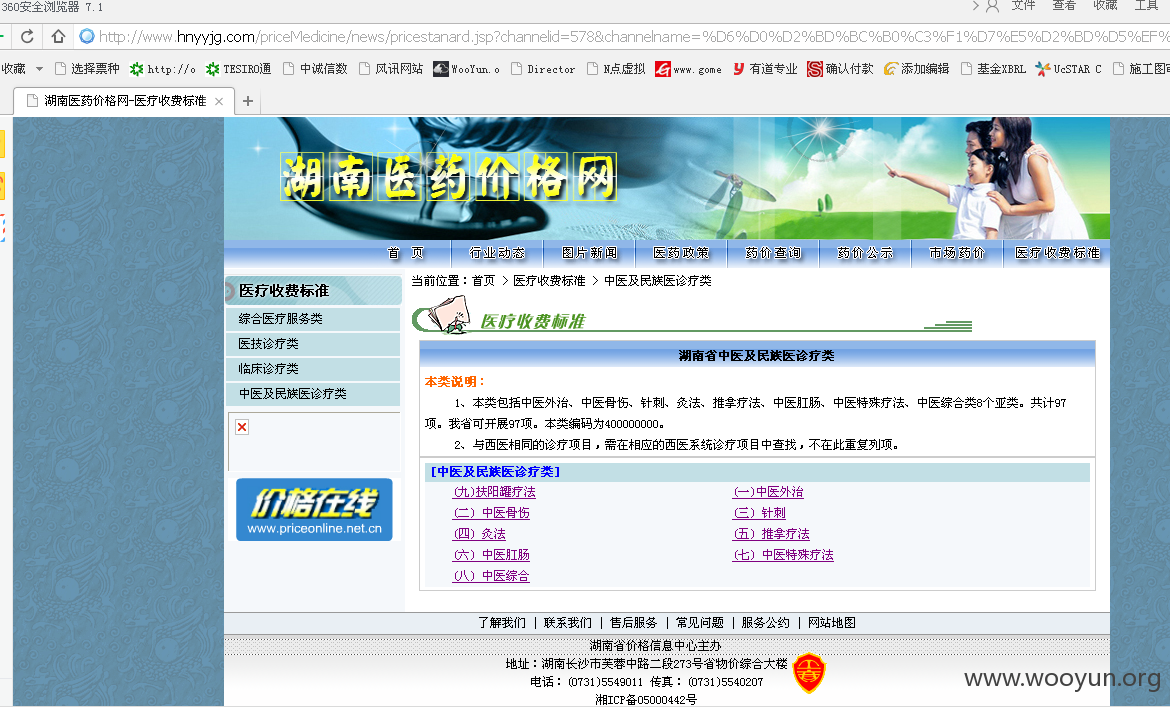 360安全浏览器 7.1
文件 查看 收藏 工具
http://www.hnyyjg.com/priceMedicine/news/pricestanard.jsp?channelid=578&channelname=%D6%D0%D2%BD%BC%B0%C3%F1%D7%E5%D2%BD%D5%EF%
收藏 选择票种 http://o TESIRO通 中诚信数 风讯网站 WooYun.o Director N点虚拟 www.gome 有道专业 确认付款 添加编辑 基金XBRL UcSTAR C 施工图审
湖南医药价格网-医疗收费标准
湖南医药价格网
首 页 行业动态 图片新闻 医药政策 药价查询 药价公示 市场药价 医疗收费标准
当前位置：首页 > 医疗收费标准 > 中医及民族医诊疗类
医疗收费标准
综合医疗服务类
医技诊疗类
临床诊疗类
中医及民族医诊疗类
价格在线
www.priceonline.net.cn
医疗收费标准
湖南省中医及民族医诊疗类
本类说明：
1、本类包括中医外治、中医骨伤、针刺、灸法、推拿疗法、中医肛肠、中医特殊疗法、中医综合类8个亚类。共计97
项。我省可开展97项。本类编码为400000000。
2、与西医相同的诊疗项目，需在相应的西医系统诊疗项目中查找，不在此重复列项。
[中医及民族医诊疗类]
(九)扶阳罐疗法 (一)中医外治
(二) 中医骨伤 (三) 针刺
(四) 灸法 (五) 推拿疗法
(六) 中医肛肠 (七) 中医特殊疗法
(八) 中医综合
了解我们 | 联系我们 | 售后服务 | 常见问题 | 服务公约 | 网站地图
湖南省价格信息中心主办
地址：湖南长沙市芙蓉中路二段273号省物价综合大楼
电话： (0731)5549011 传真： (0731)5540207
湘ICP备05000442号
www.wooyun.org